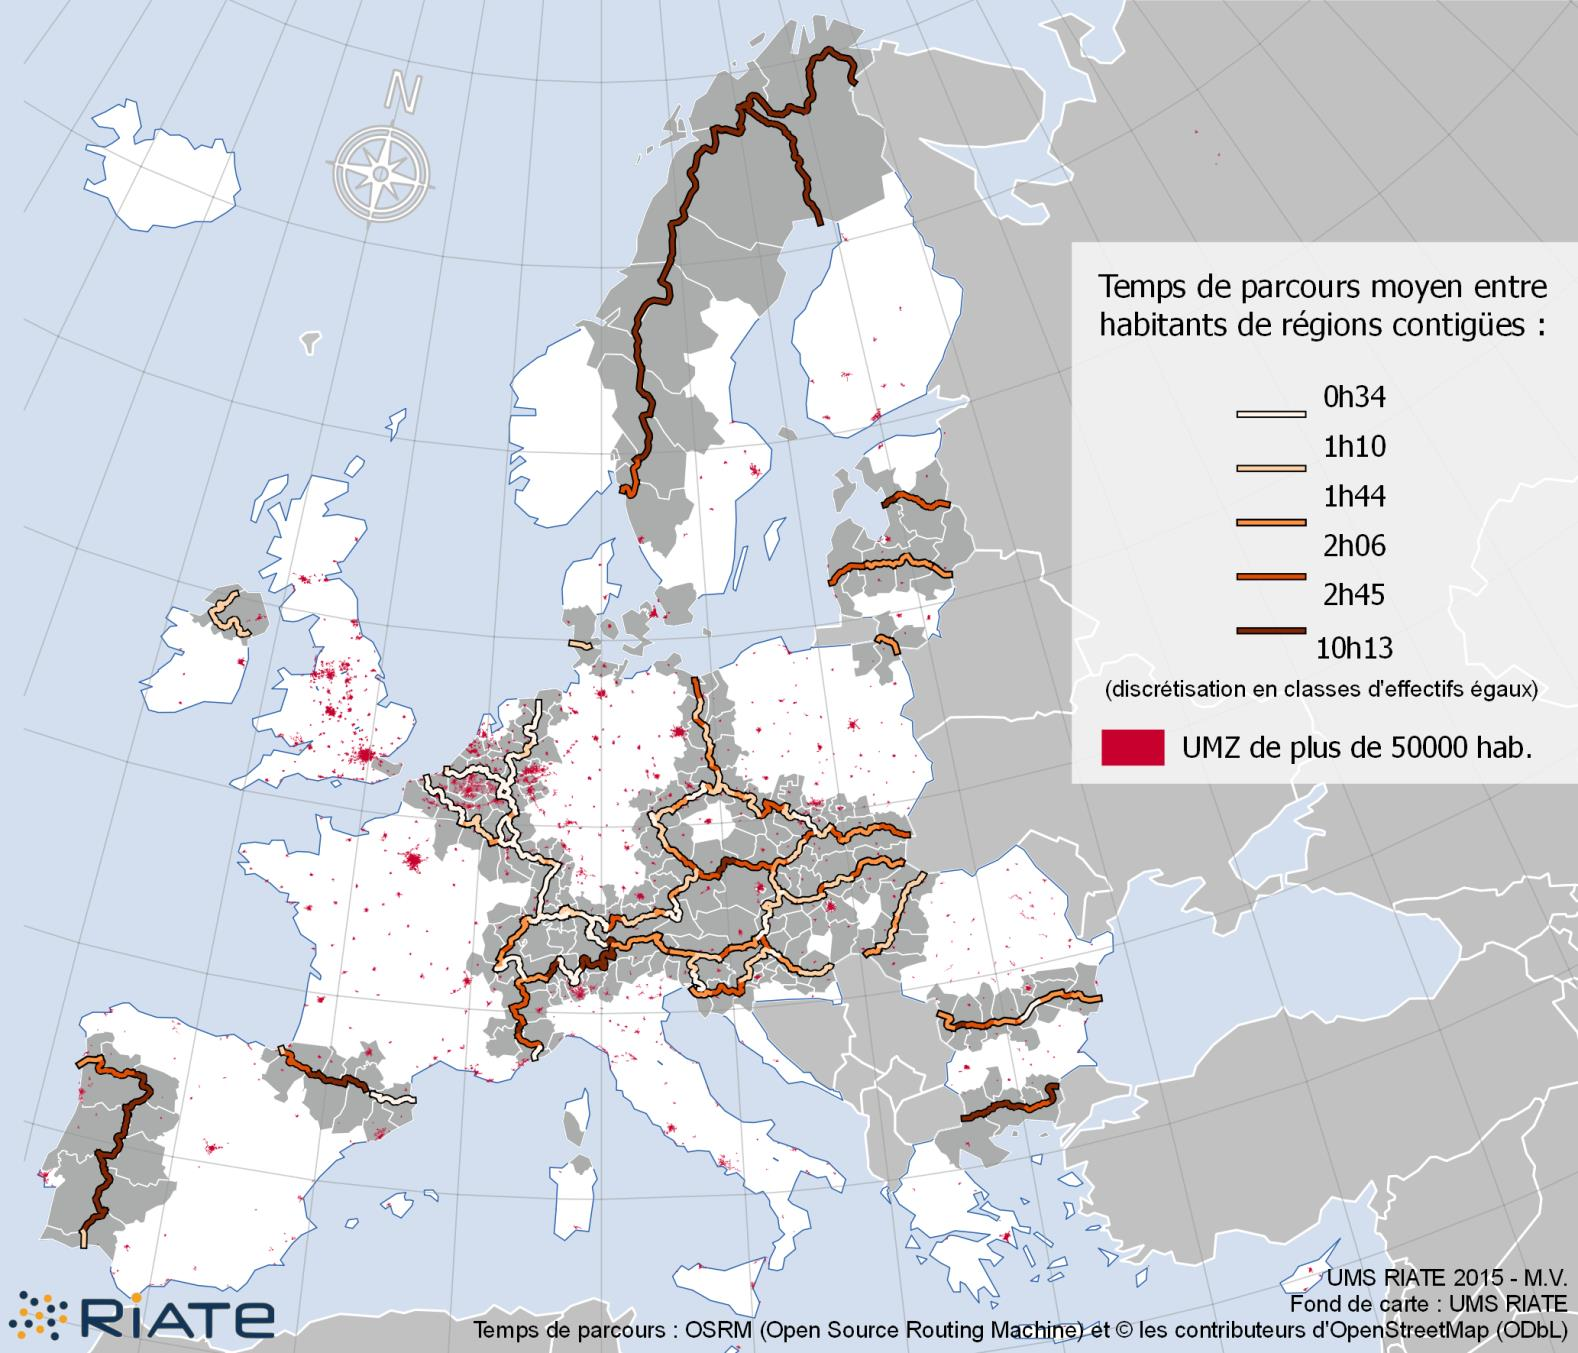 N
Temps de parcours moyen entre
habitants de régions contigües :
0h34
1h10
1h44
2h06
2h45
10h13
(discrétisation en classes d'effectifs égaux)
UMZ de plus de 50000 hab.
UMS RIATE 2015 - M.V.
Fond de carte : UMS RIATE
RIATE
Temps de parcours : OSRM (Open Source Routing Machine) et © les contributeurs d'OpenStreetMap (ODbL)